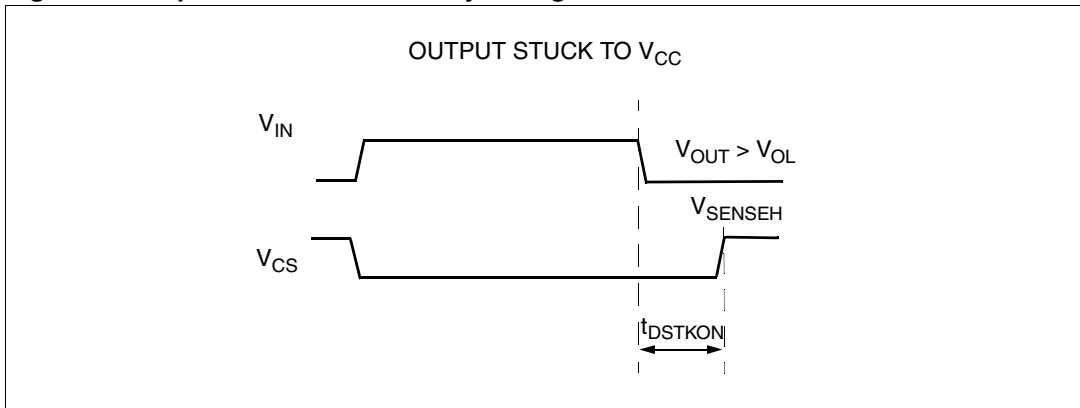 OUTPUT STUCK TO VCC
VIN
VOUT > VOL
VSENSEH
VCS
tDSTKON